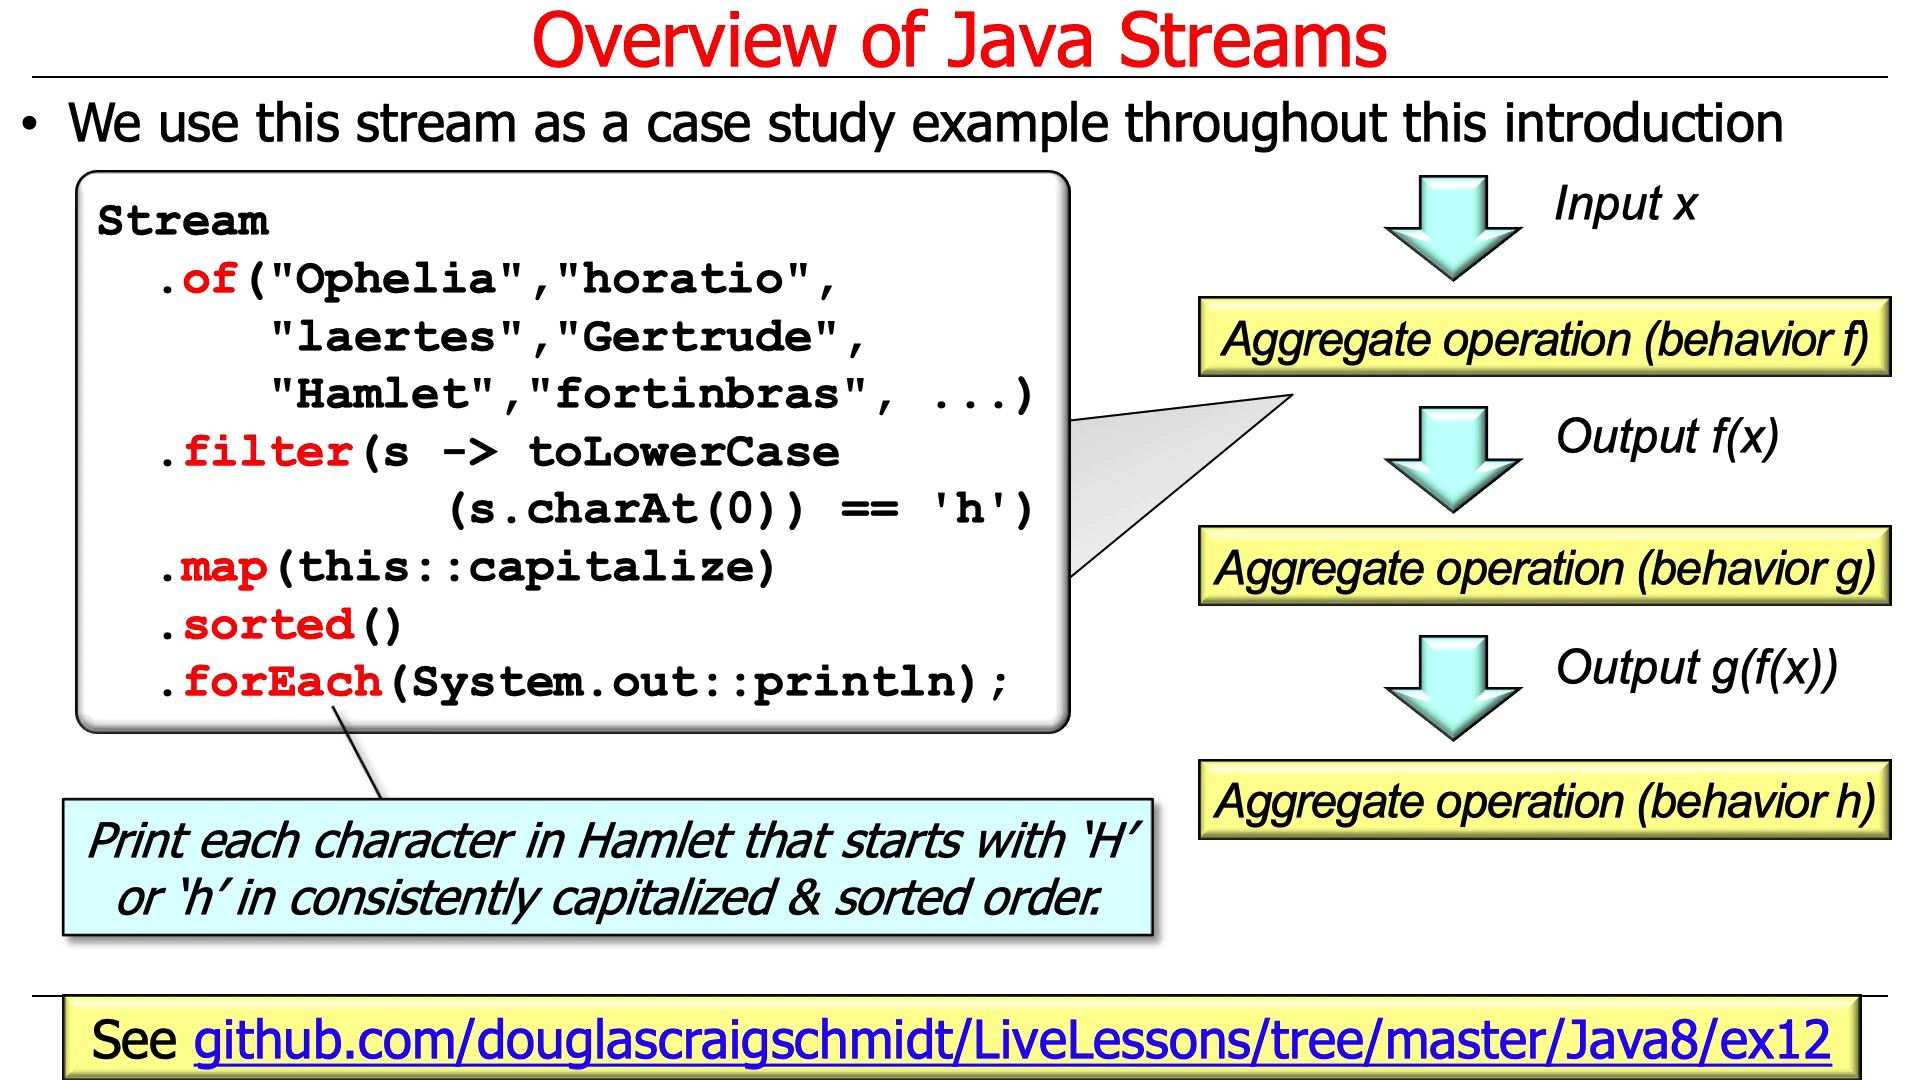 Overview of Java Streams
• We use this stream as a case study example throughout this introduction
Stream
.of("Ophelia","horatio",
"laertes","Gertrude",
"Hamlet","fortinbras", ...)
.filter(s -> toLowerCase
(s.charAt(0)) == 'h')
.map(this::capitalize)
.sorted()
.forEach(System.out::println);
Print each character in Hamlet that starts with ‘H’
or ‘h’ in consistently capitalized & sorted order.
Input x
Aggregate operation (behavior f)
Output f(x)
Aggregate operation (behavior g)
Output g(f(x))
Aggregate operation (behavior h)
See github.com/douglascraigschmidt/LiveLessons/tree/master/Java8/ex12